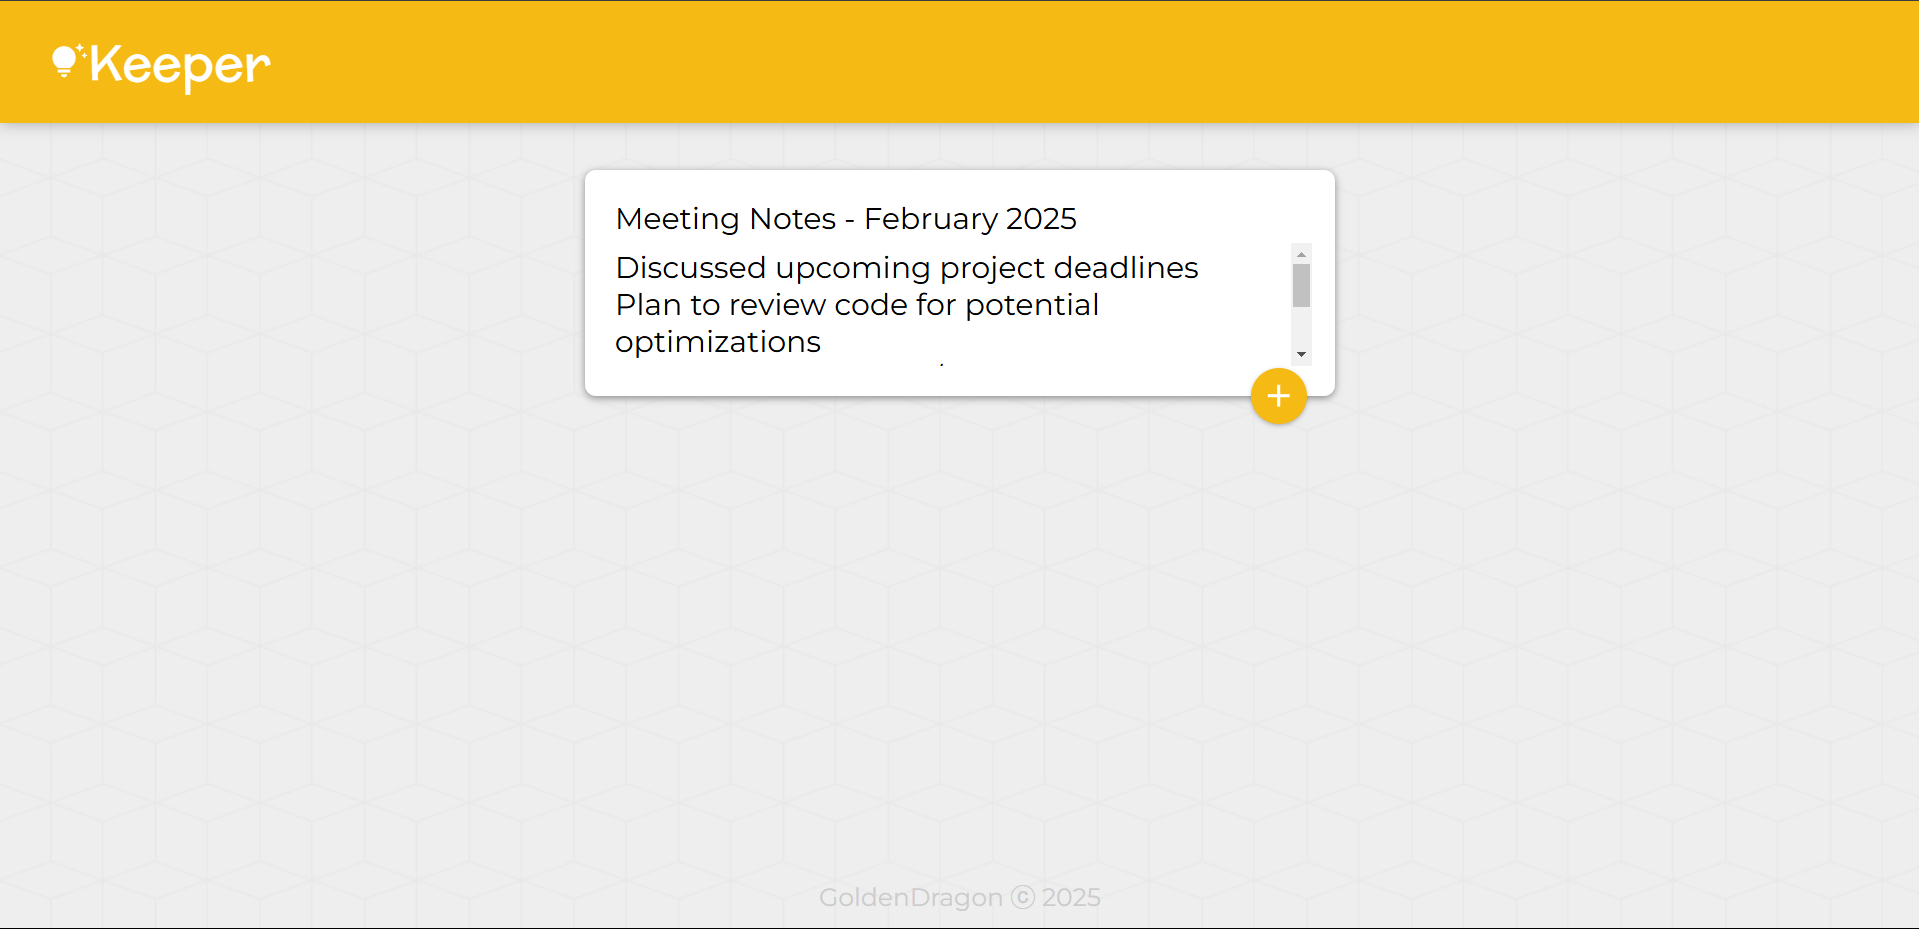 Keeper
Meeting Notes - February 2025
Discussed upcoming project deadlines
Plan to review code for potential
optimizations
GoldenDragon ⓒ 2025